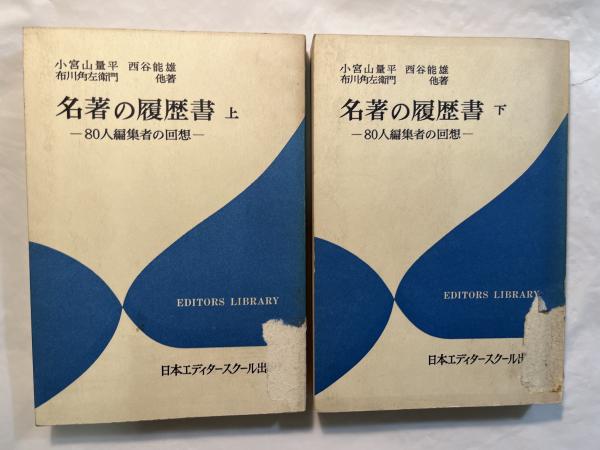 小宮山量平 西谷能雄
布川角左衛門 他著
名著の履歴書 上
―80人編集者の回想―
EDITORS LIBRARY
日本エディタースクール出
小宮山量平 西谷能雄
布川角左衛門 他著
名著の履歴書 下
―80人編集者の回想―
EDITORS LIBRARY
日本エディタースクール出